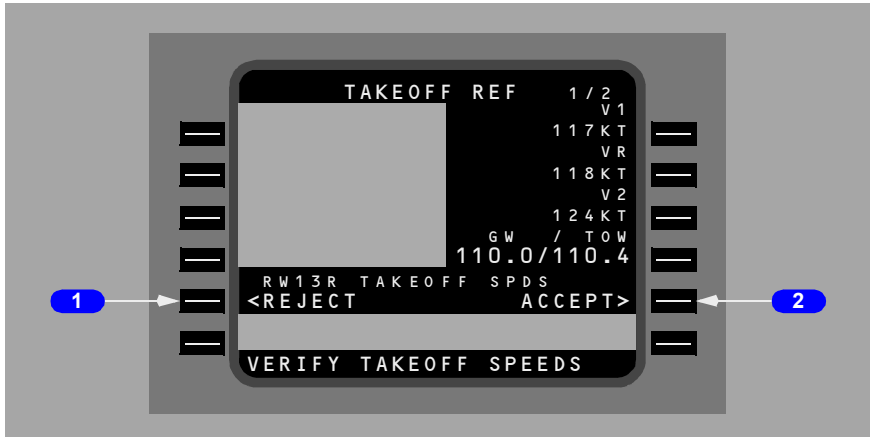 TAKEOFF REF 1/2
V1
117KT
VR
118KT
V2
124KT
GW / TOW
110.0/110.4
RW13R TAKEOFF SPDS
<REJECT ACCEPT>
1 2
VERIFY TAKEOFF SPEEDS